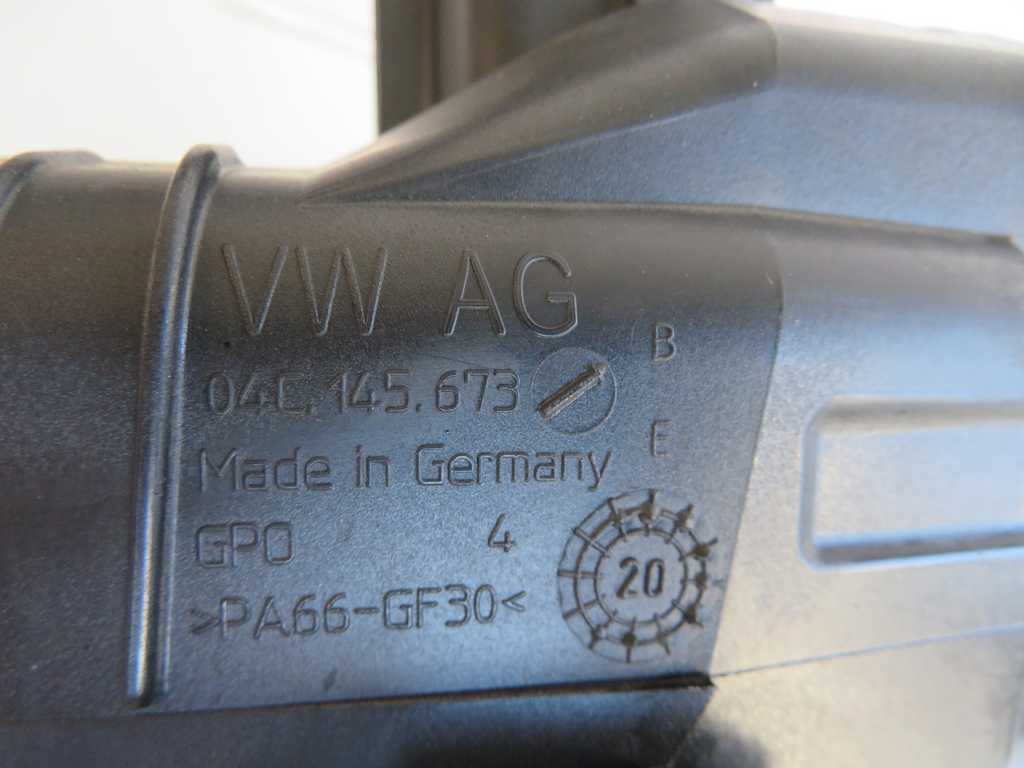 VW AG
04C.145.673
B
E
Made in Germany
GPO 4
>PA66-GF30<
20